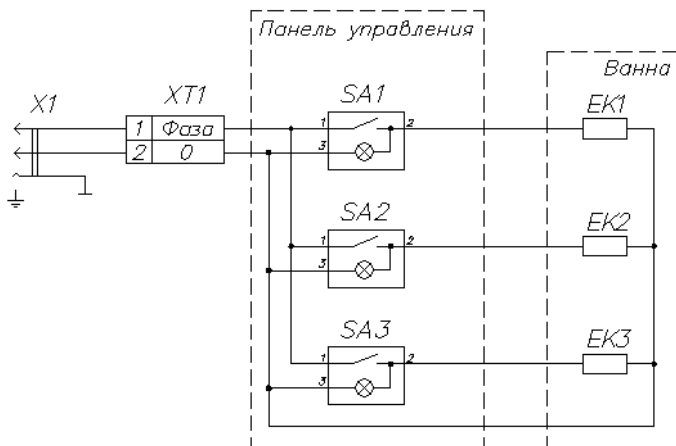 Панель управления
Ванна
X1
XT1
1 Фаза
2 0
SA1
1
2
3
EK1
SA2
1
2
3
EK2
SA3
1
2
3
EK3